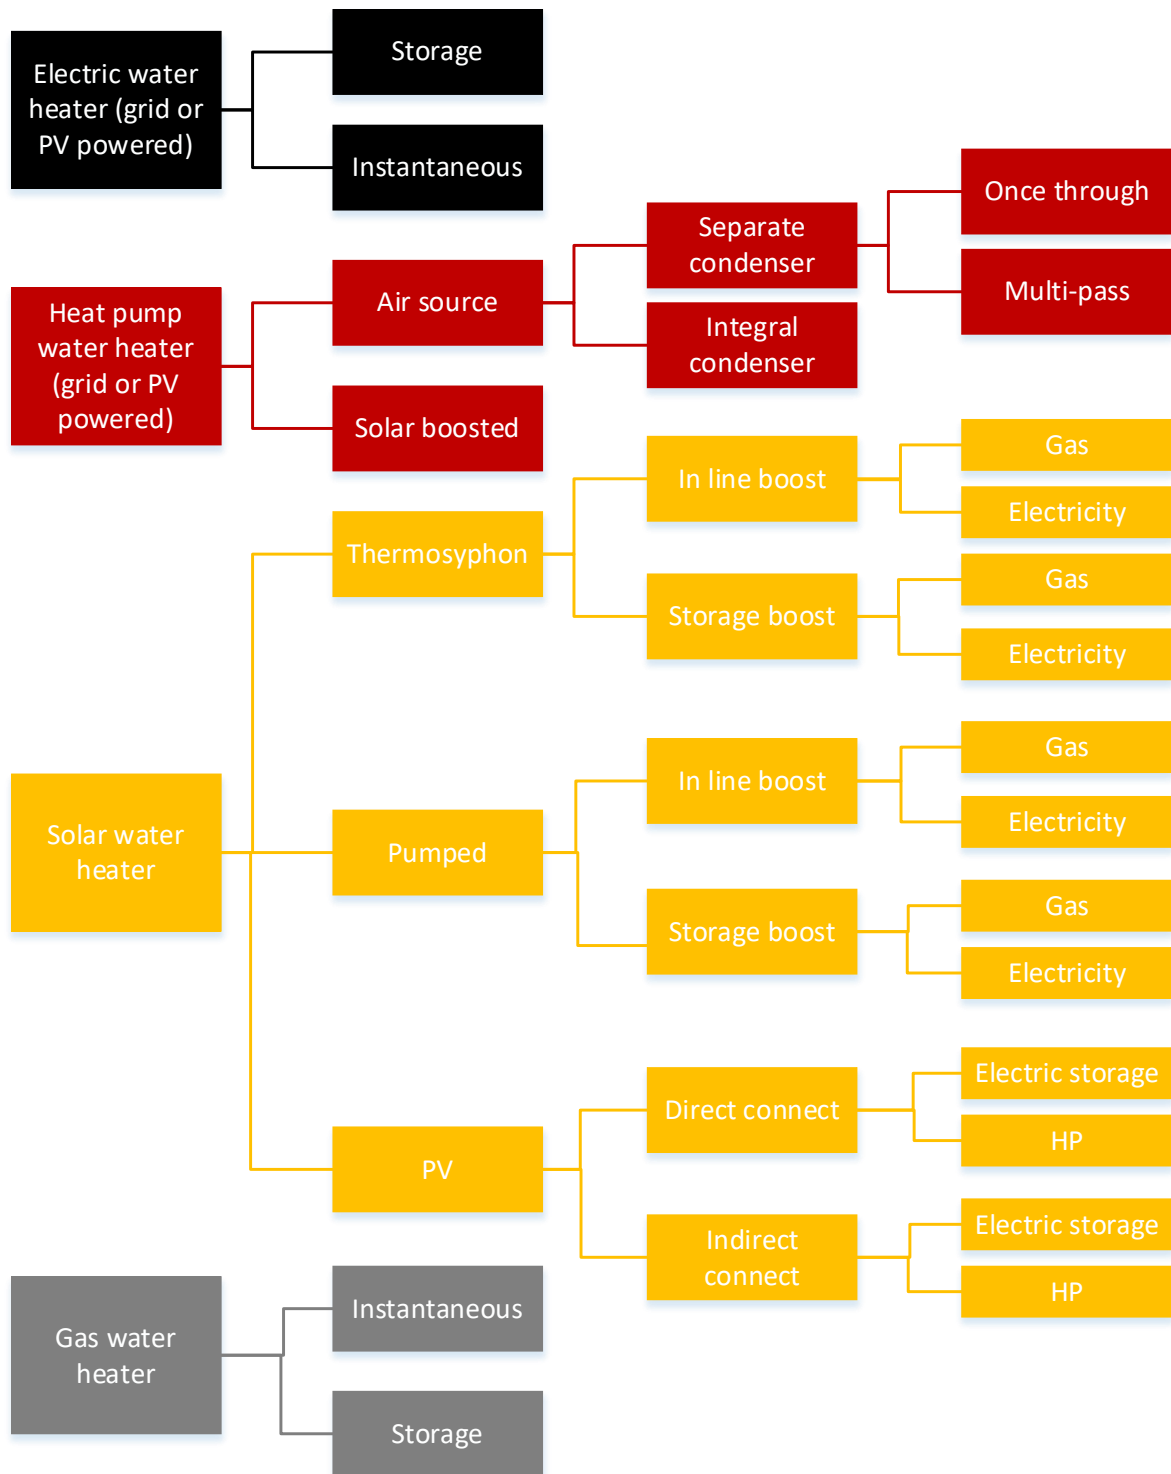 Electric water
heater (grid or
PV powered)
Storage
Instantaneous
Heat pump
water heater
(grid or PV
powered)
Air source
Solar boosted
Separate
condenser
Integral
condenser
Once through
Multi-pass
Solar water
heater
Thermosyphon
In line boost
Gas
Electricity
Storage boost
Gas
Electricity
Pumped
In line boost
Gas
Electricity
Storage boost
Gas
Electricity
PV
Direct connect
Electric storage
HP
Indirect
connect
Electric storage
HP
Gas water
heater
Instantaneous
Storage